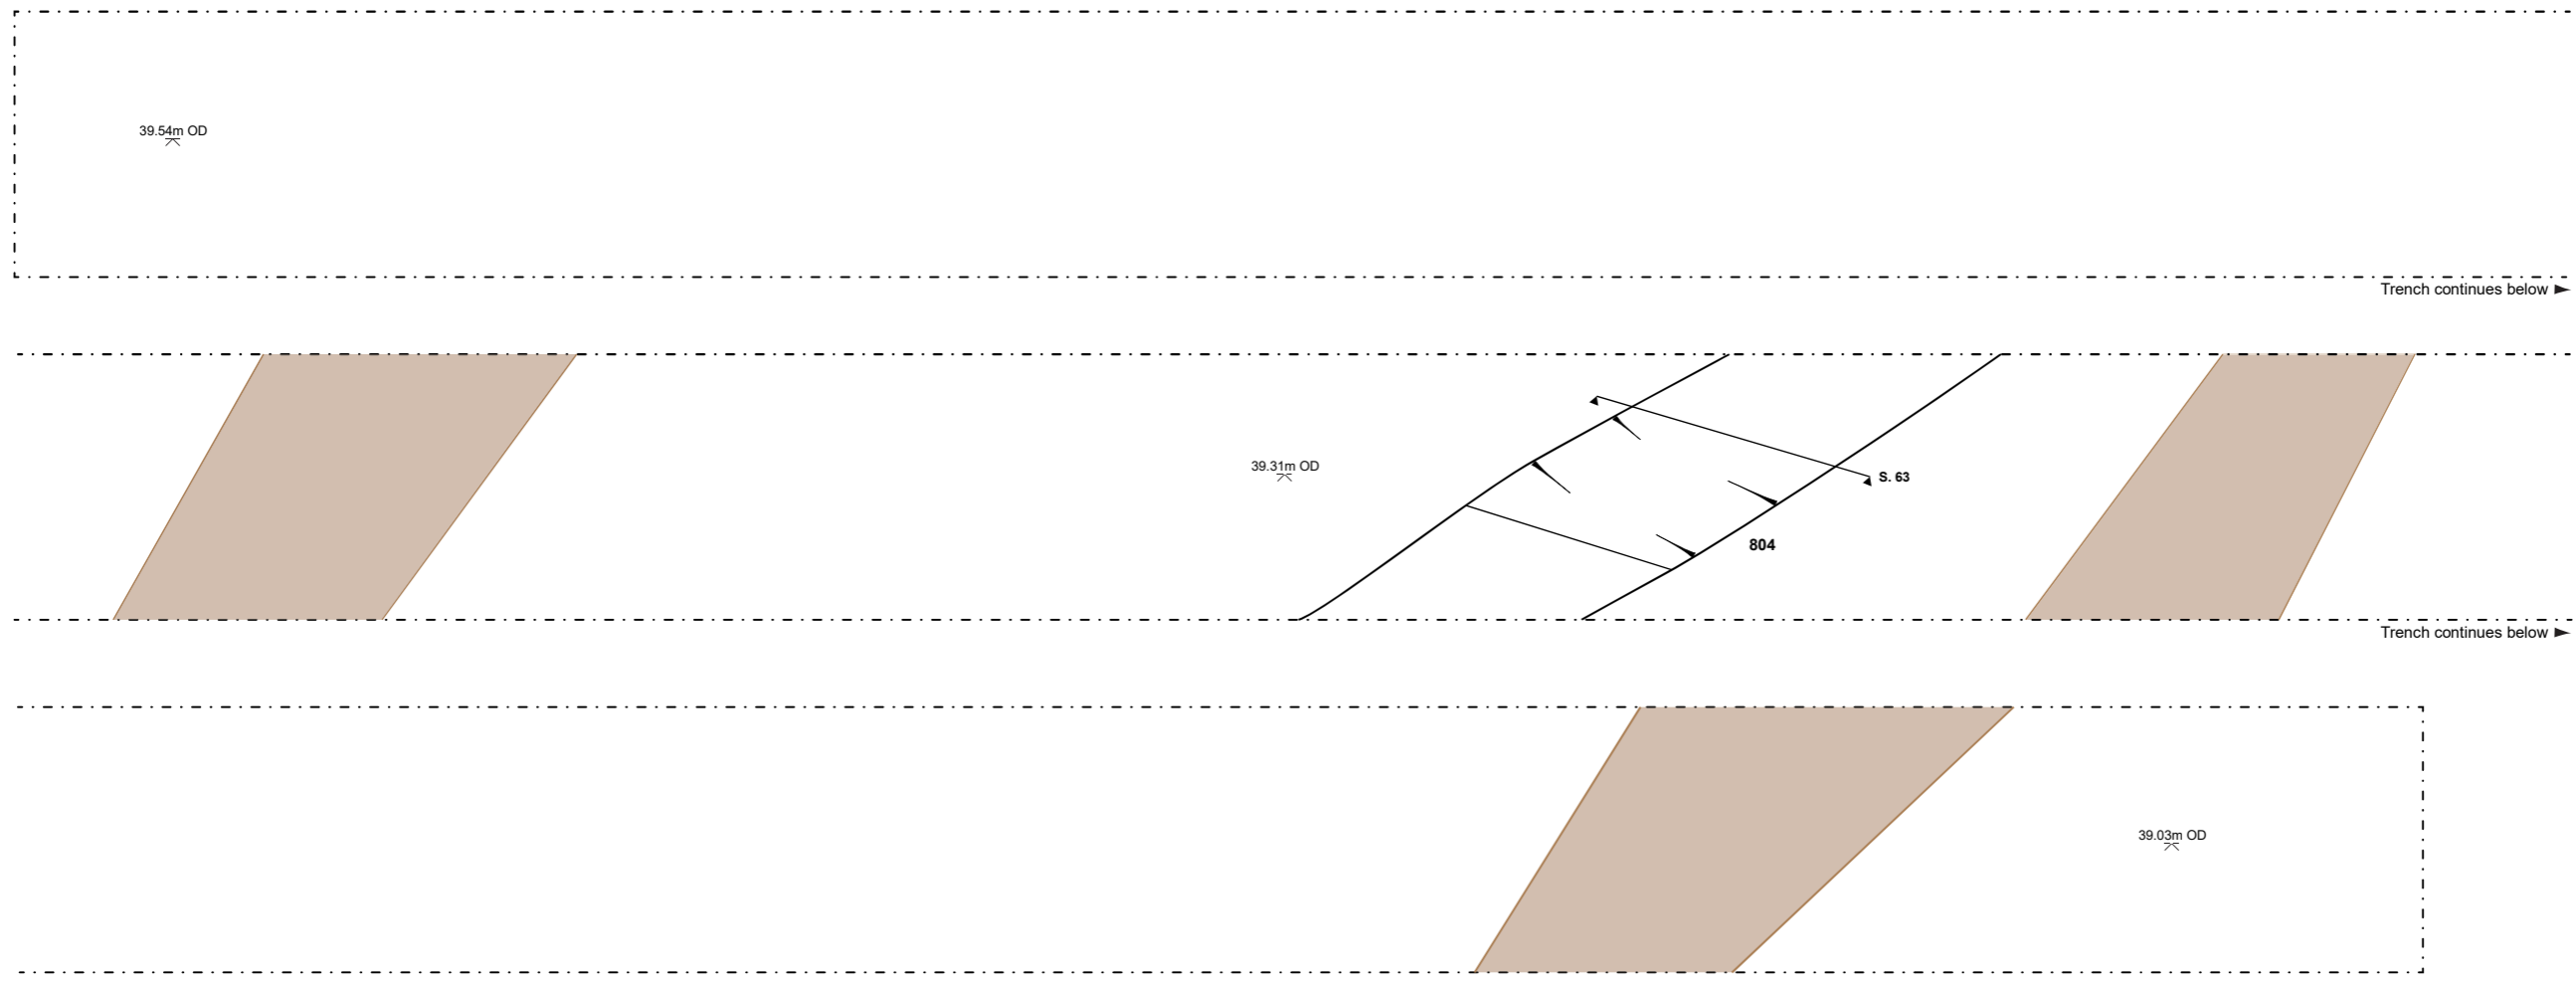 39.54m OD
Trench continues below ►
39.31m OD
S. 63
804
Trench continues below ►
39.03m OD